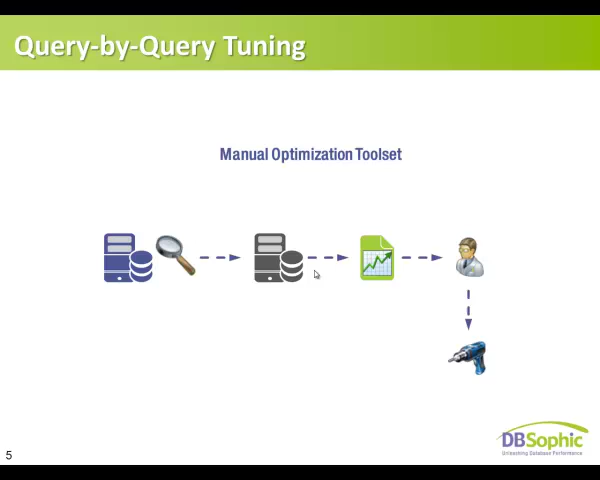 Query-by-Query Tuning
Manual Optimization Toolset
DBSophic
Unleashing Database Performance
5